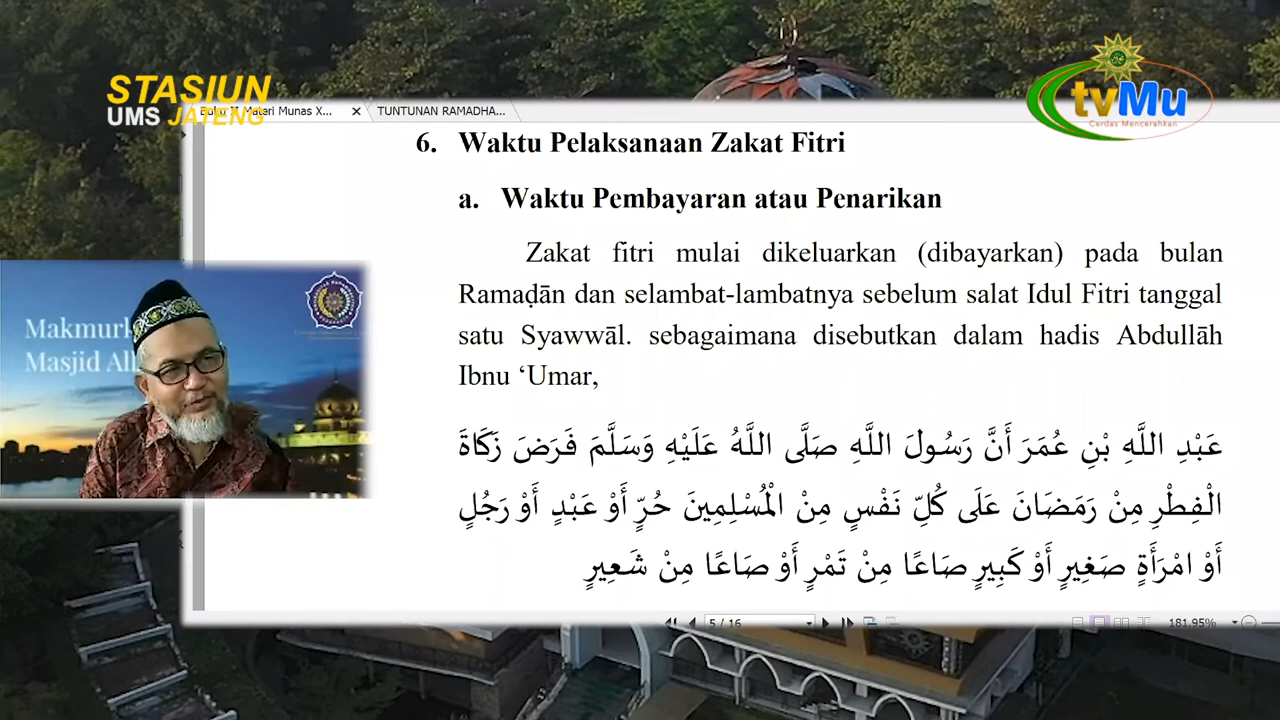 STASIUN
UMS JATENG
Materi Munas X...
TUNTUNAN RAMADHA...
tvMu
Cerdas Mencerahkan
6. Waktu Pelaksanaan Zakat Fitri
a. Waktu Pembayaran atau Penarikan
Zakat fitri mulai dikeluarkan (dibayarkan) pada bulan
Ramaḍān dan selambat-lambatnya sebelum salat Idul Fitri tanggal
satu Syawwāl. sebagaimana disebutkan dalam hadis Abdullāh
Ibnu ‘Umar,
عَبْدِ اللَّهِ بْنِ عُمَرَ أَنَّ رَسُولَ اللَّهِ صَلَّى اللَّهُ عَلَيْهِ وَسَلَّمَ فَرَضَ زَكَاةَ
الْفِطْرِ مِنْ رَمَضَانَ عَلَى كُلِّ نَفْسٍ مِنْ الْمُسْلِمِينَ حُرٍّ أَوْ عَبْدٍ أَوْ رَجُلٍ
أَوْ امْرَأَةٍ صَغِيرٍ أَوْ كَبِيرٍ صَاعًا مِنْ تَمْرٍ أَوْ صَاعًا مِنْ شَعِيرٍ
Masjid
5 / 16
181.95%